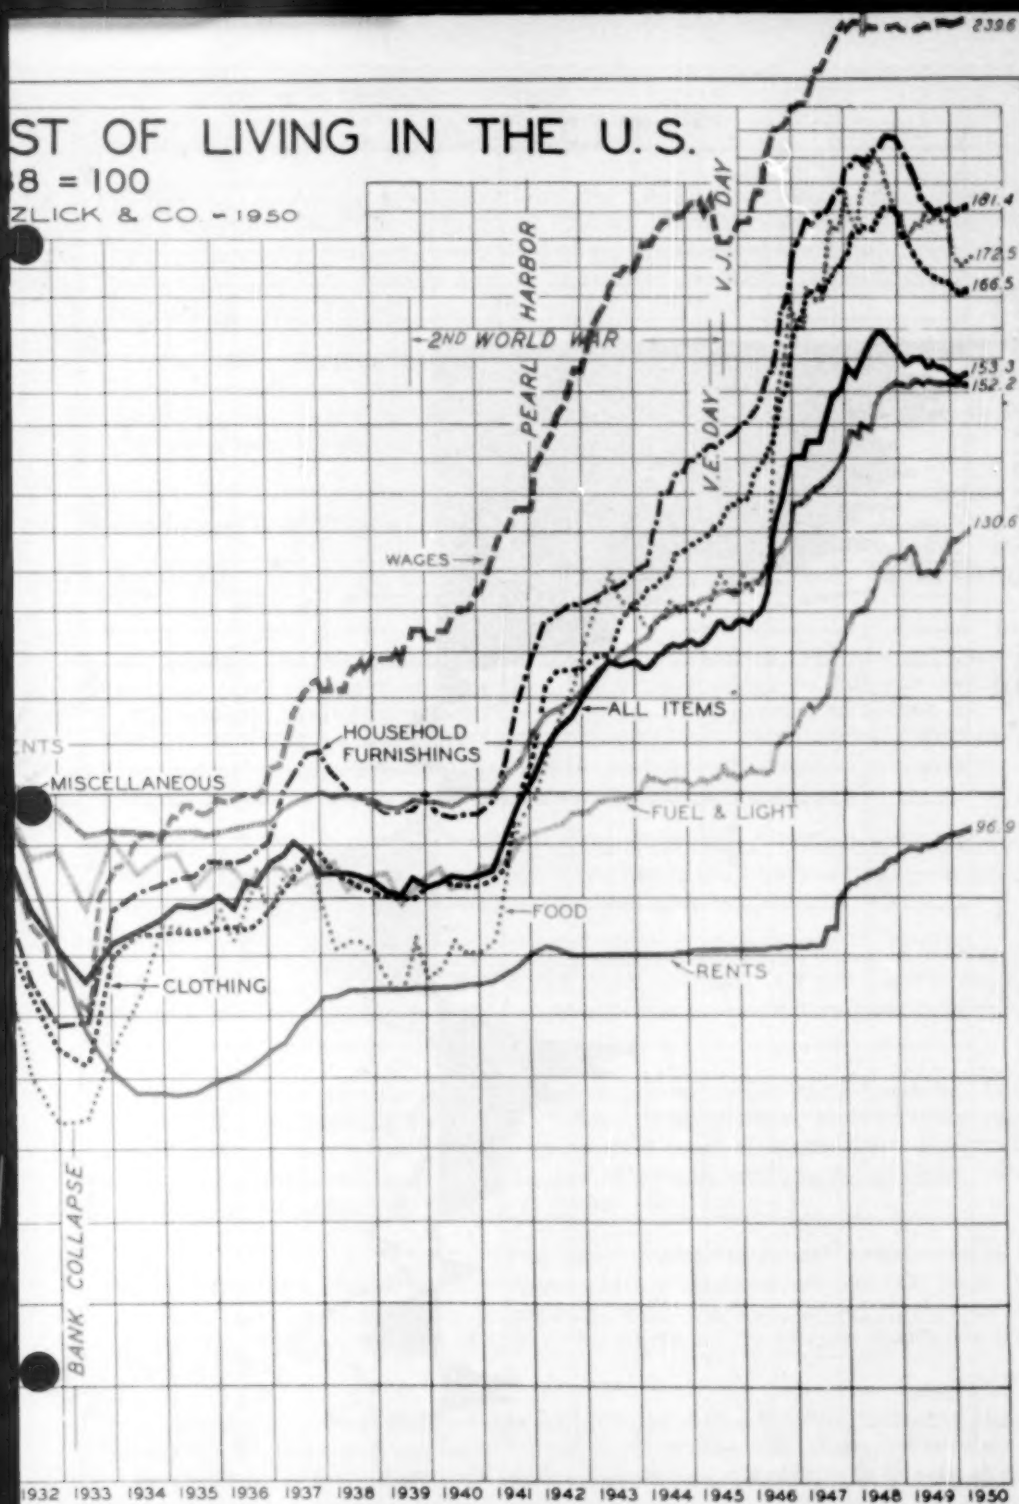 239.6
ST OF LIVING IN THE U.S.
38 = 100
ZLICK & CO. - 1950
V.J. DAY
181.4
PEARL HARBOR
172.5
166.5
2ND WORLD WAR
153.3
152.2
V.E. DAY
130.6
WAGES
ALL ITEMS
HOUSEHOLD
FURNISHINGS
ENTS
MISCELLANEOUS
FUEL & LIGHT
96.9
FOOD
RENTS
CLOTHING
BANK COLLAPSE
1932 1933 1934 1935 1936 1937 1938 1939 1940 1941 1942 1943 1944 1945 1946 1947 1948 1949 1950